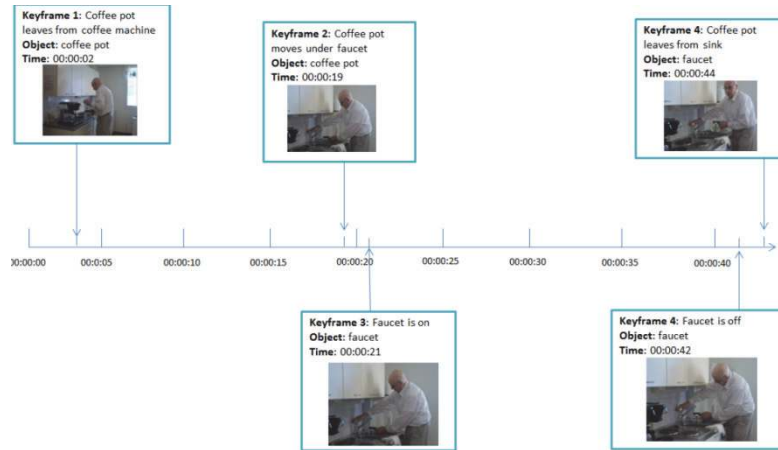 Keyframe 1: Coffee pot
leaves from coffee machine
Object: coffee pot
Time: 00:00:02
Keyframe 2: Coffee pot
moves under faucet
Object: coffee pot
Time: 00:00:19
Keyframe 4: Coffee pot
leaves from sink
Object: faucet
Time: 00:00:44
00:00:00 00:0:05 00:00:10 00:00:15 00:00:20 00:00:25 00:00:30 00:00:35 00:00:40
Keyframe 3: Faucet is on
Object: faucet
Time: 00:00:21
Keyframe 4: Faucet is off
Object: faucet
Time: 00:00:42